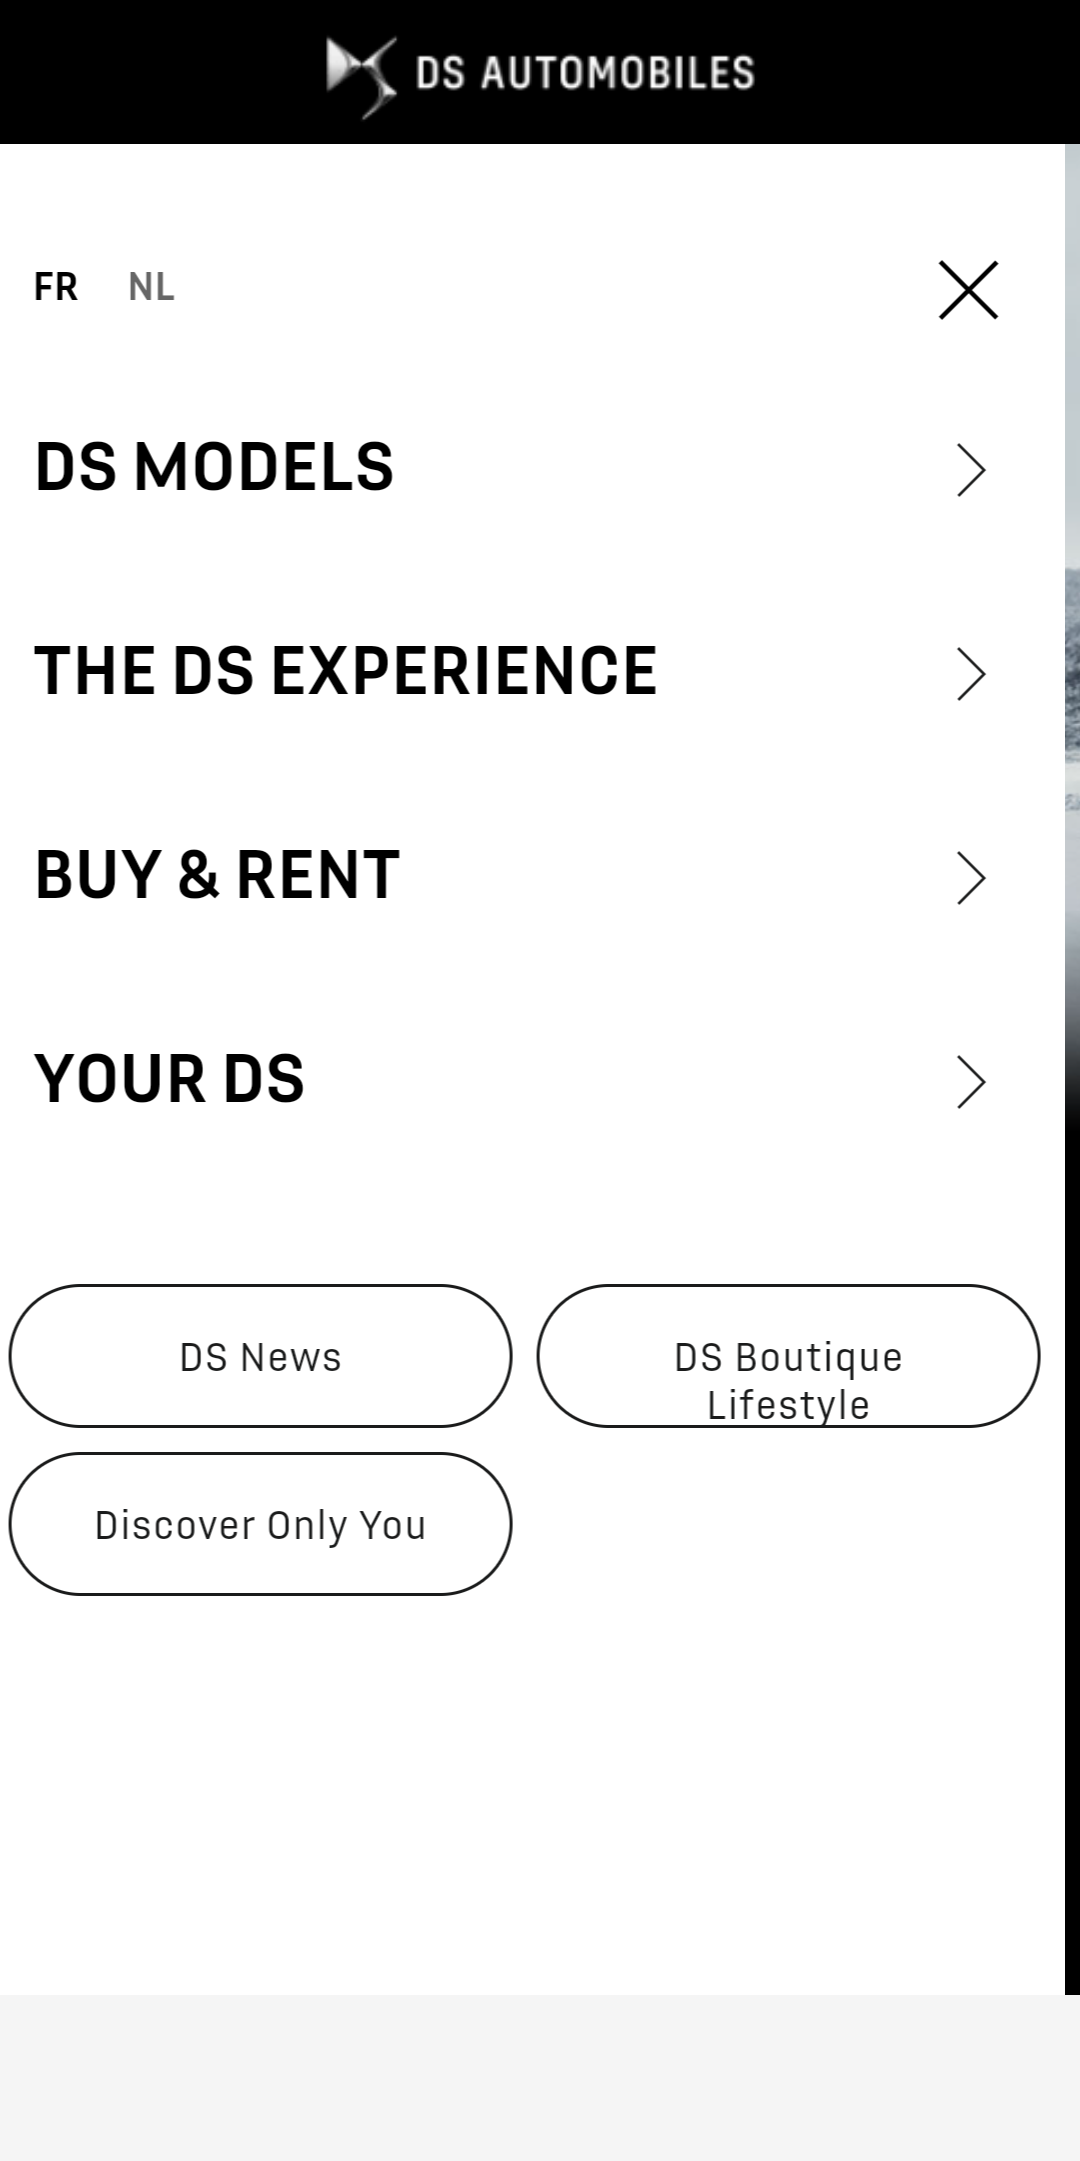 DS AUTOMOBILES
FR NL
DS MODELS
THE DS EXPERIENCE
BUY & RENT
YOUR DS
DS News
DS Boutique
Lifestyle
Discover Only You